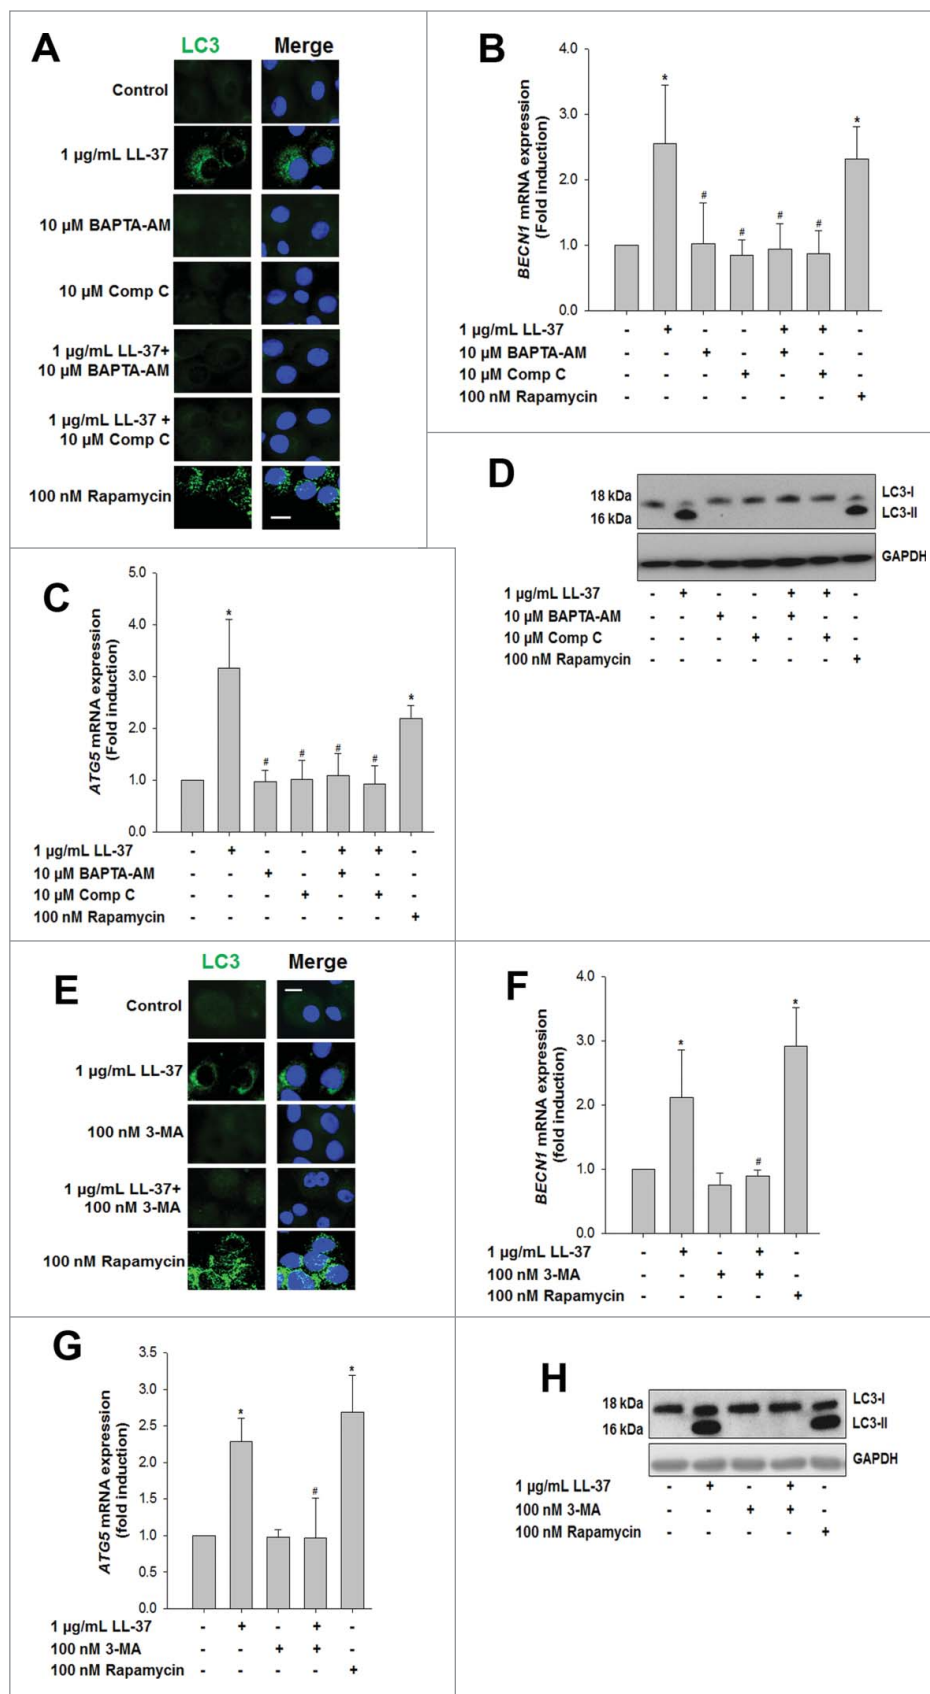 A
LC3 Merge
Control
1 µg/mL LL-37
10 µM BAPTA-AM
10 µM Comp C
1 µg/mL LL-37+
10 µM BAPTA-AM
1 µg/mL LL-37 +
10 µM Comp C
100 nM Rapamycin
B
BECN1 mRNA expression
(Fold induction)
4.0
3.0
2.0
1.0
0.0
* # # # # *
1 µg/mL LL-37 - + - - + + -
10 µM BAPTA-AM - - + - + - -
10 µM Comp C - - - + - + -
100 nM Rapamycin - - - - - - +
C
ATG5 mRNA expression
(Fold induction)
5.0
4.0
3.0
2.0
1.0
0.0
* # # # # *
1 µg/mL LL-37 - + - - + + -
10 µM BAPTA-AM - - + - + - -
10 µM Comp C - - - + - + -
100 nM Rapamycin - - - - - - +
D
18 kDa LC3-I
16 kDa LC3-II
GAPDH
1 µg/mL LL-37 - + - - + + -
10 µM BAPTA-AM - - + - + - -
10 µM Comp C - - - + - + -
100 nM Rapamycin - - - - - - +
E
LC3 Merge
Control
1 µg/mL LL-37
100 nM 3-MA
1 µg/mL LL-37+
100 nM 3-MA
100 nM Rapamycin
F
BECN1 mRNA expression
(fold induction)
4.0
3.0
2.0
1.0
0.0
* # *
1 µg/mL LL-37 - + - + -
100 nM 3-MA - - + + -
100 nM Rapamycin - - - - +
G
ATG5 mRNA expression
(fold induction)
3.5
3.0
2.5
2.0
1.5
1.0
0.5
0.0
* # *
1 µg/mL LL-37 - + - + -
100 nM 3-MA - - + + -
100 nM Rapamycin - - - - +
H
18 kDa LC3-I
16 kDa LC3-II
GAPDH
1 µg/mL LL-37 - + - + -
100 nM 3-MA - - + + -
100 nM Rapamycin - - - - +